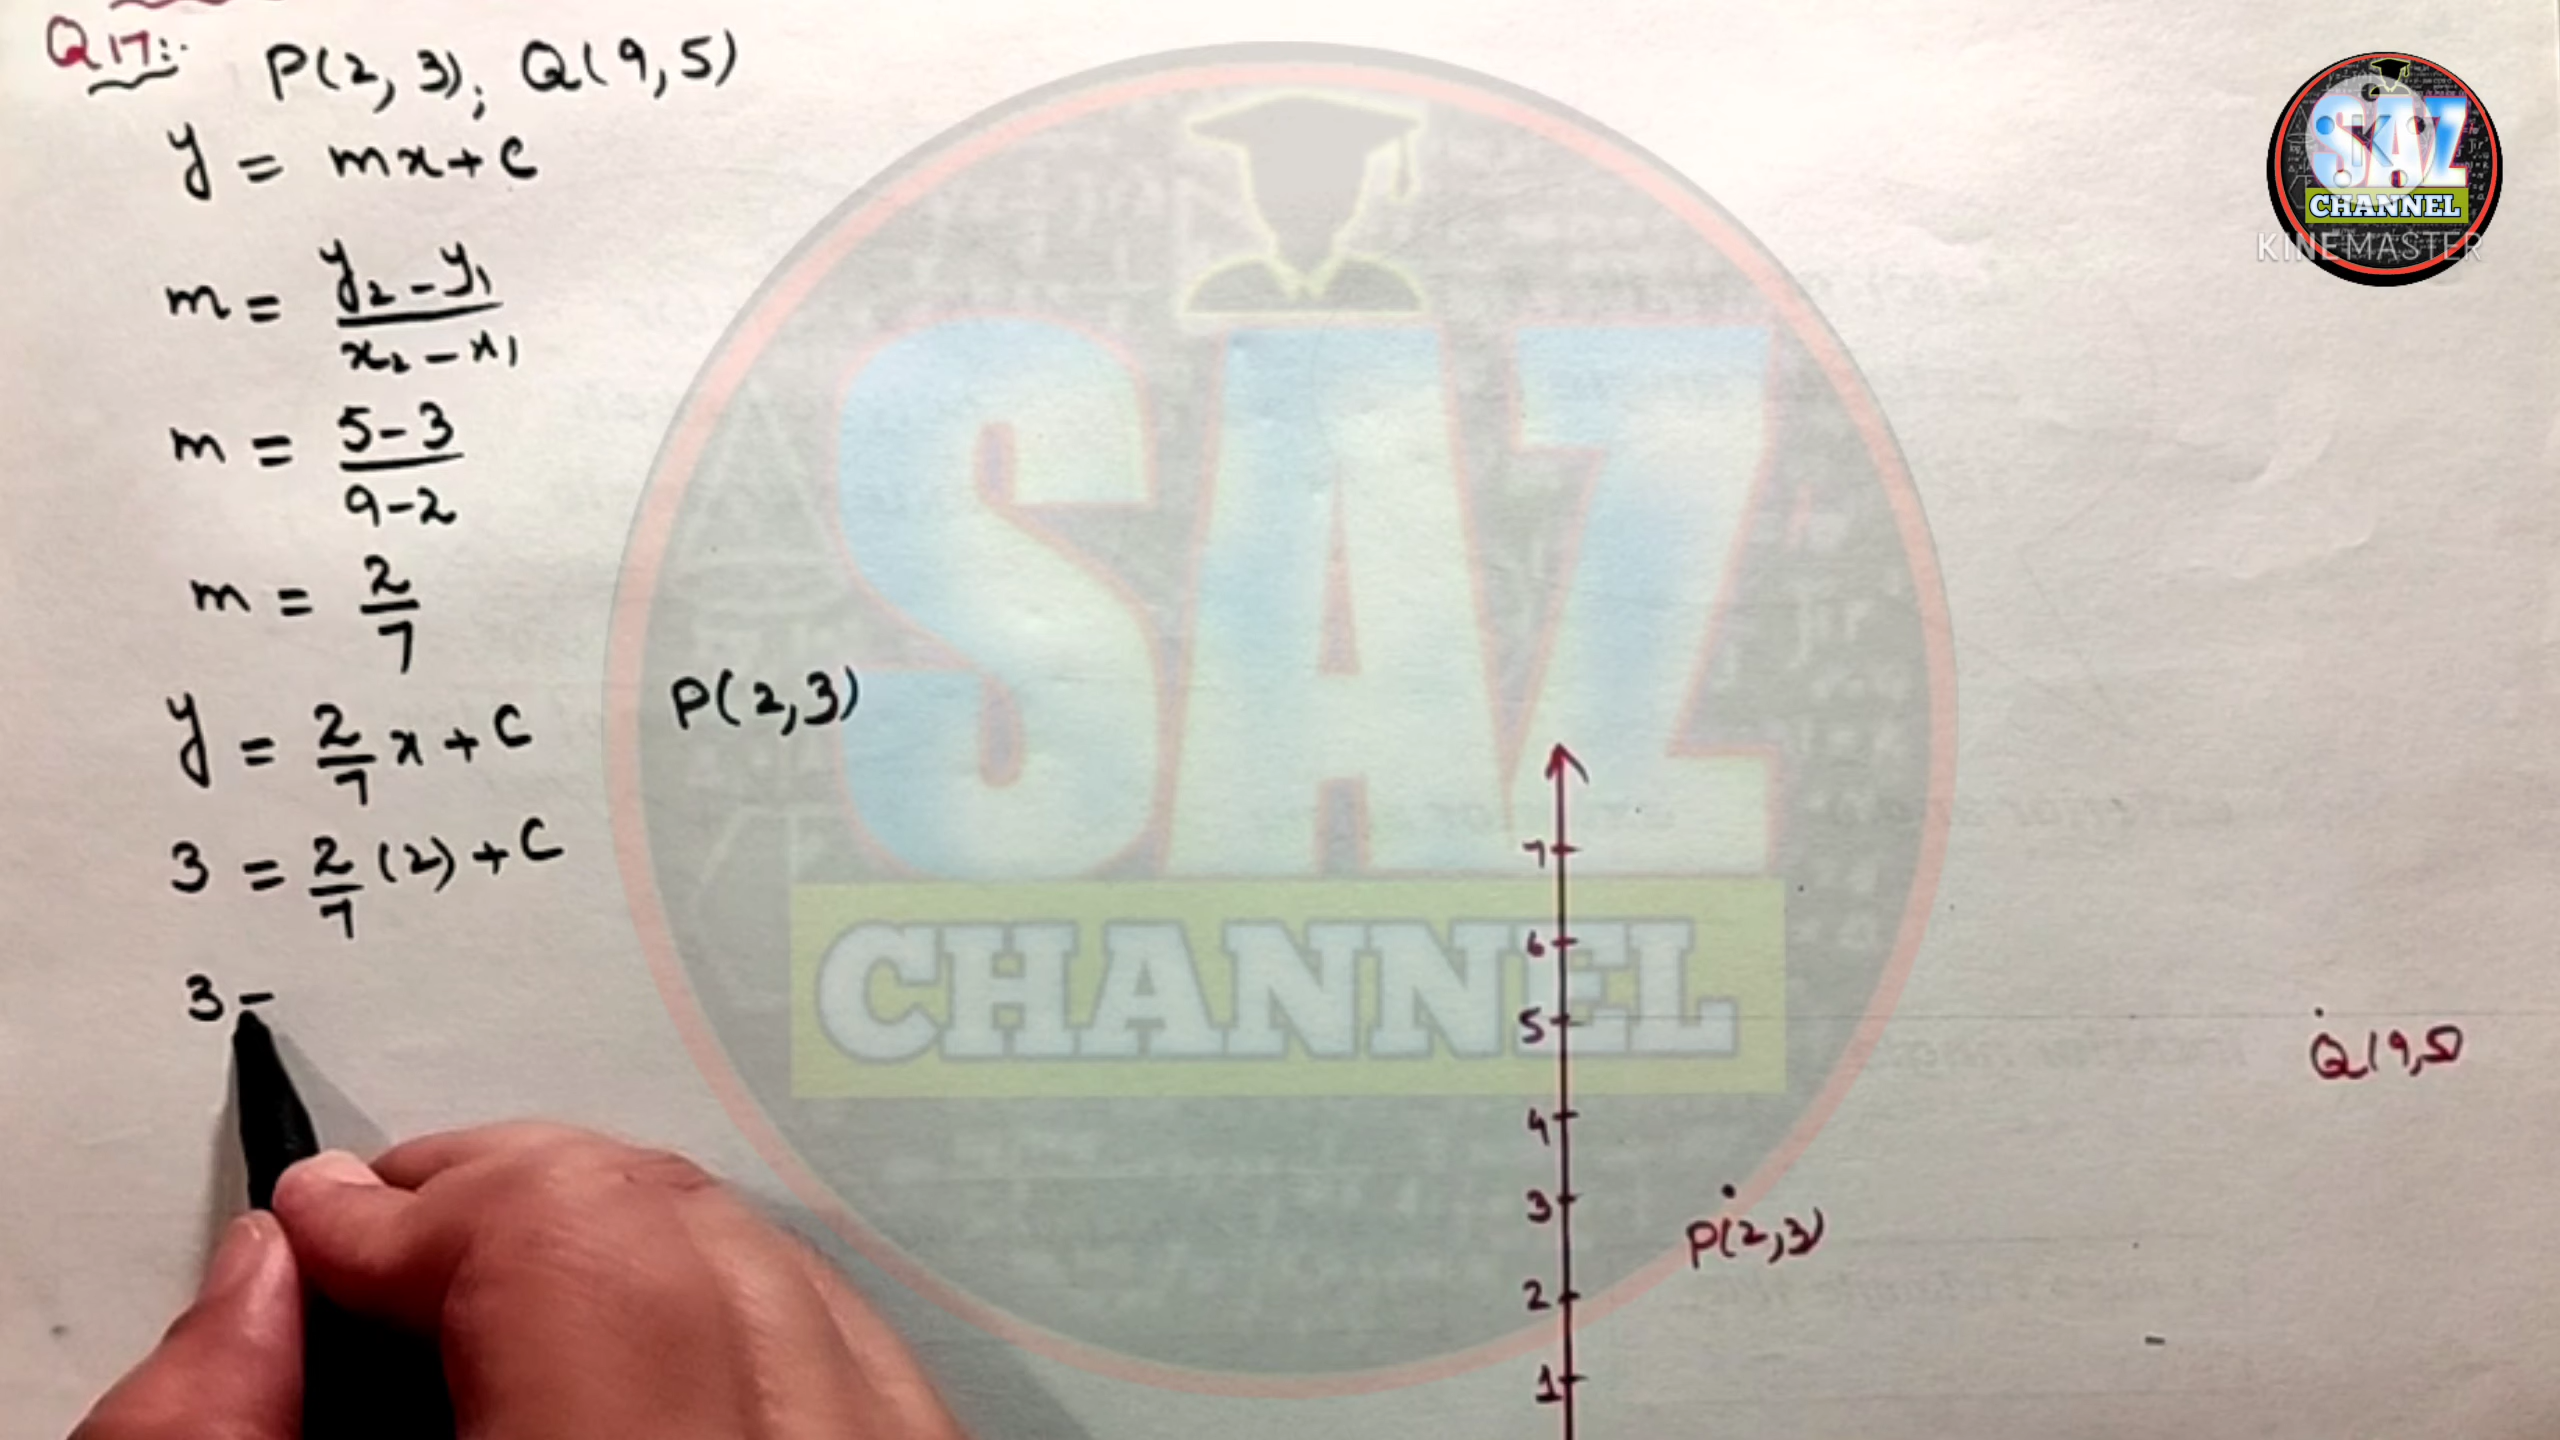 Q17:-
P(2,3); Q(9,5)
y = mx+c
m = y₂-y₁/x₂-x₁
m = 5-3/9-2
m = 2/7
y = 2/7 x + c
P(2,3)
3 = 2/7 (2) + c
3 -
7
6
5
4
3
2
1
Q(9,5)
P(2,3)
SAZ
CHANNEL
SAZ
CHANNEL
KINEMASTER